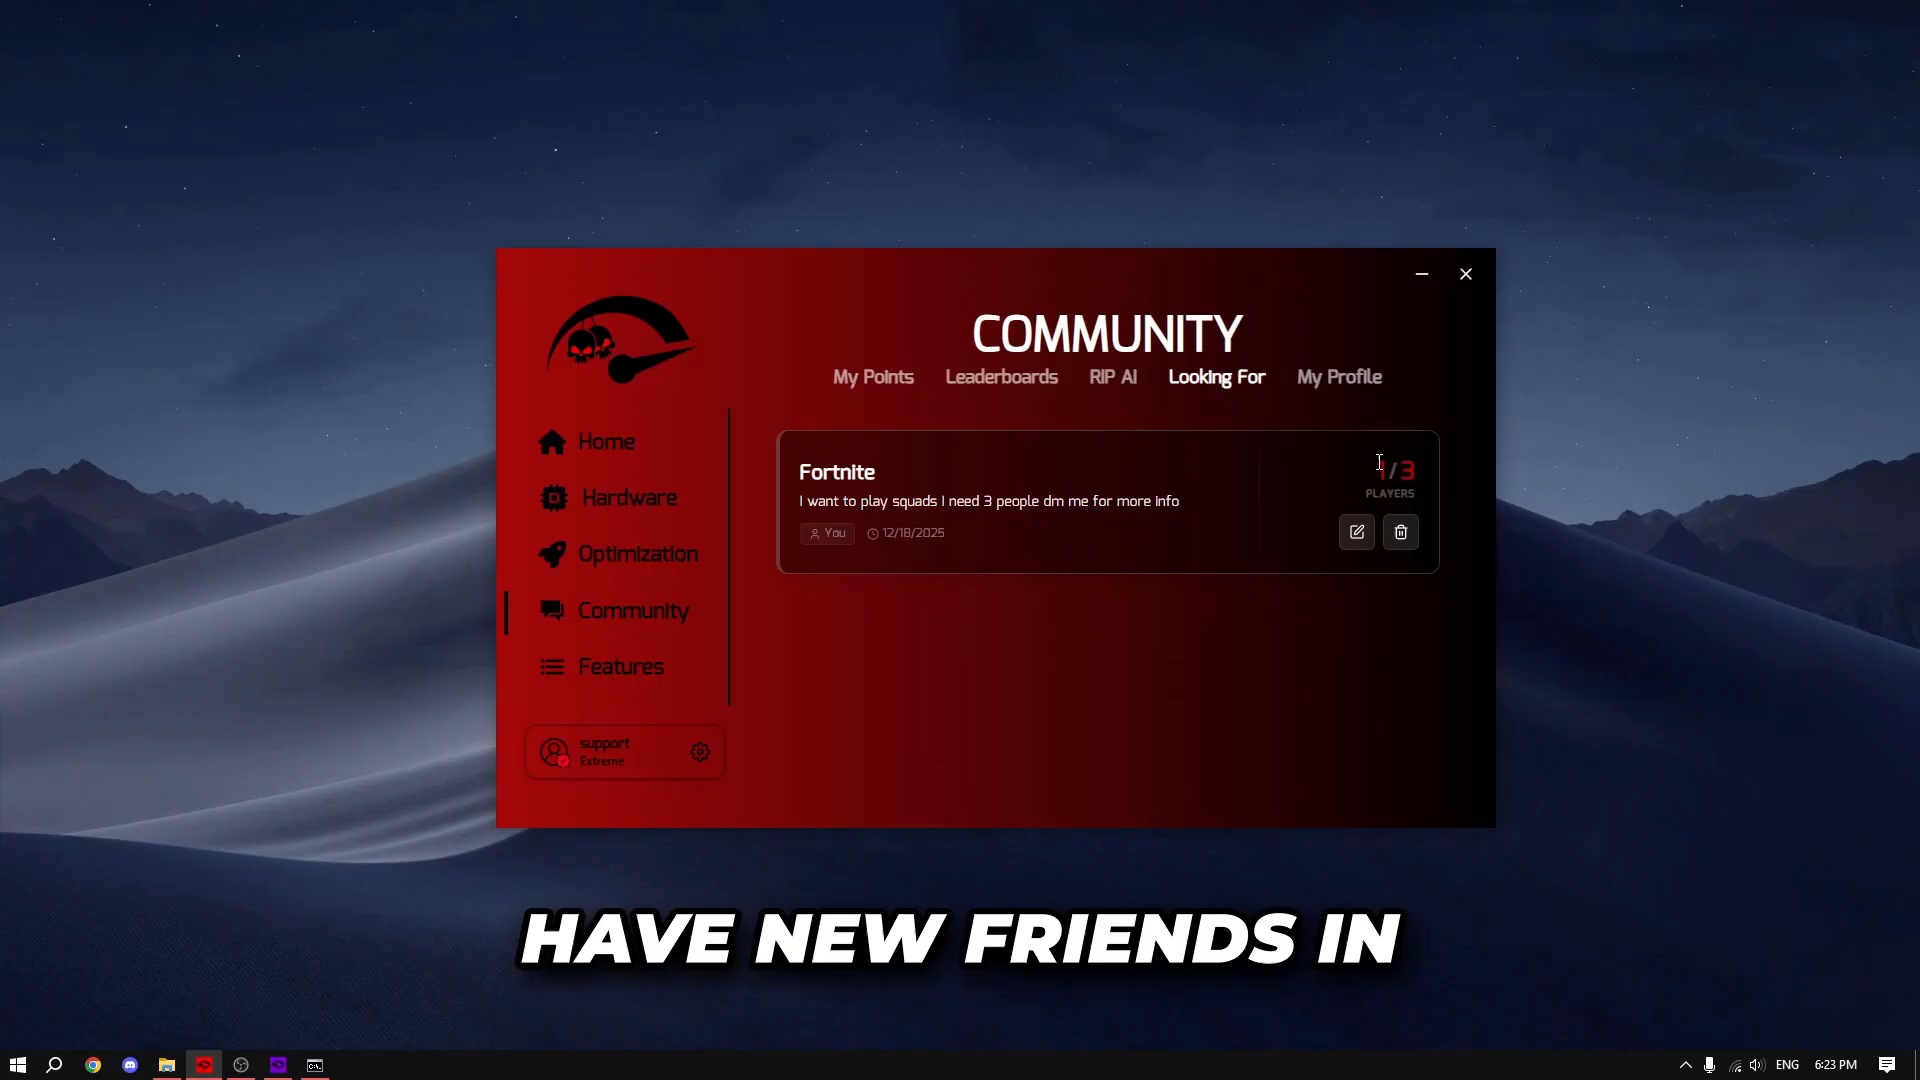 COMMUNITY
My Points Leaderboards RIP AI Looking For My Profile
Home
Hardware
Optimization
Community
Features
support
Extreme
Fortnite
I want to play squads I need 3 people dm me for more info
You 12/18/2025
1/3
PLAYERS
HAVE NEW FRIENDS IN
ENG 6:23 PM